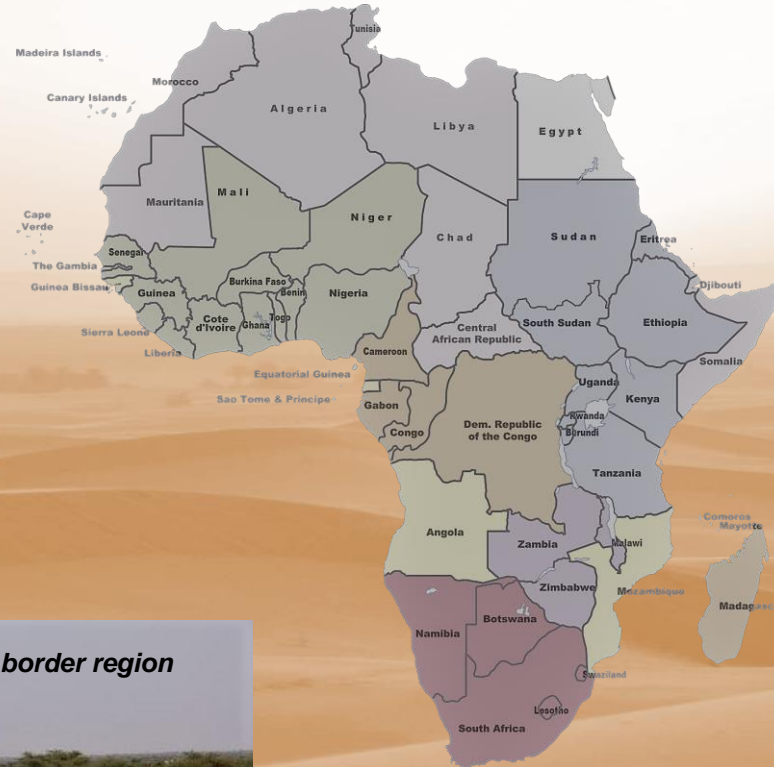 Tunisia
Madeira Islands
Morocco
Canary Islands
Algeria
Libya
Egypt
Mali
Mauritania
Niger
Cape
Verde
Chad
Sudan
Eritrea
Senegal
The Gambia
Djibouti
Burkina Faso
Guinea Bissau
Guinea
Benin
Nigeria
Cote
d'Ivoire
Ghana
Togo
South Sudan
Ethiopia
Sierra Leone
Central
African Republic
Liberia
Cameroon
Somalia
Equatorial Guinea
Uganda
Sao Tome & Principe
Gabon
Kenya
Rwanda
Congo
Dem. Republic
of the Congo
Burundi
Tanzania
Comoros
Mayotte
Angola
Zambia
Malawi
Zimbabwe
Mozambique
Madagasc
Botswana
Namibia
border region
Swaziland
Lesotho
South Africa